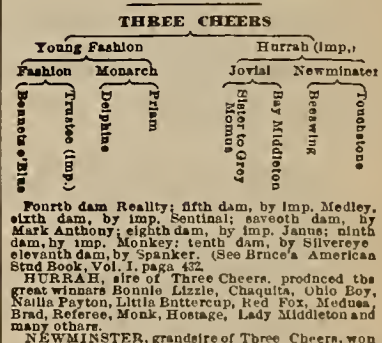 THREE CHEERS
Young Fashion Hurrah (Imp.)
Fashion Monarch Jovial Newminster
Bonnets o'Blue Trustee (imp.) Delphine Priam Sister to Grey Momus Bay Middleton Beeswing Touchstone
Fourth dam Reality; fifth dam, by imp. Medley,
sixth dam, by imp. Sentinal; seventh dam, by
Mark Anthony; eighth dam, by imp. Janus; ninth
dam, by imp. Monkey; tenth dam, by Silvereye
elevanth dam, by Spanker. (See Bruce's American
Stud Book, Vol. I. page 432.
HURRAH, sire of Three Cheers, produced the
great winners Bonnie Lizzie, Chaquita, Ohio Boy,
Nailla Payton, Little Buttercup, Red Fox, Medusa,
Brad, Referee, Monk, Hostage, Lady Middleton and
many others.
NEWMINSTER, grandsire of Three Cheers, won